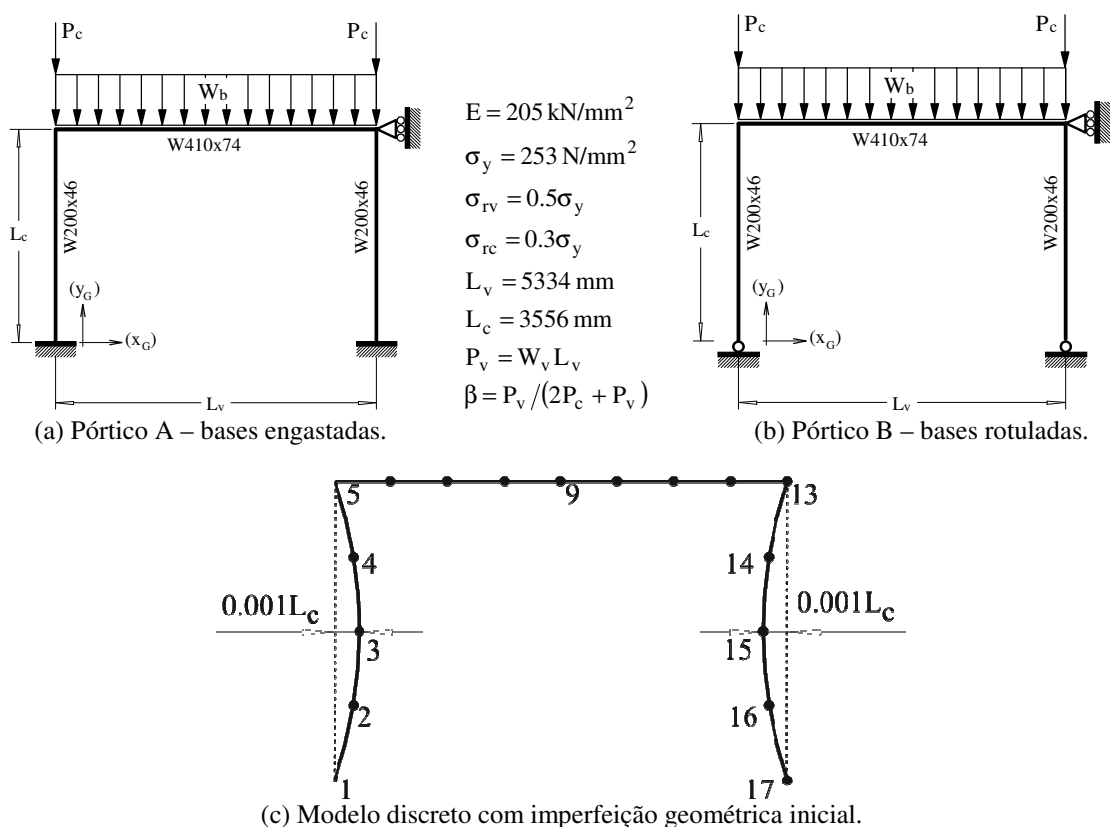 P_c P_c
W_b
W410x74
W200x46
W200x46
L_c
(y_G)
(x_G)
L_v
(a) Pórtico A – bases engastadas.
E = 205 kN/mm²
σ_y = 253 N/mm²
σ_rv = 0.5σ_y
σ_rc = 0.3σ_y
L_v = 5334 mm
L_c = 3556 mm
P_v = W_v L_v
β = P_v/(2P_c + P_v)
P_c P_c
W_b
W410x74
W200x46
W200x46
L_c
(y_G)
(x_G)
L_v
(b) Pórtico B – bases rotuladas.
5 9 13
4 14
0.001L_c 0.001L_c
3 15
2 16
1 17
(c) Modelo discreto com imperfeição geométrica inicial.